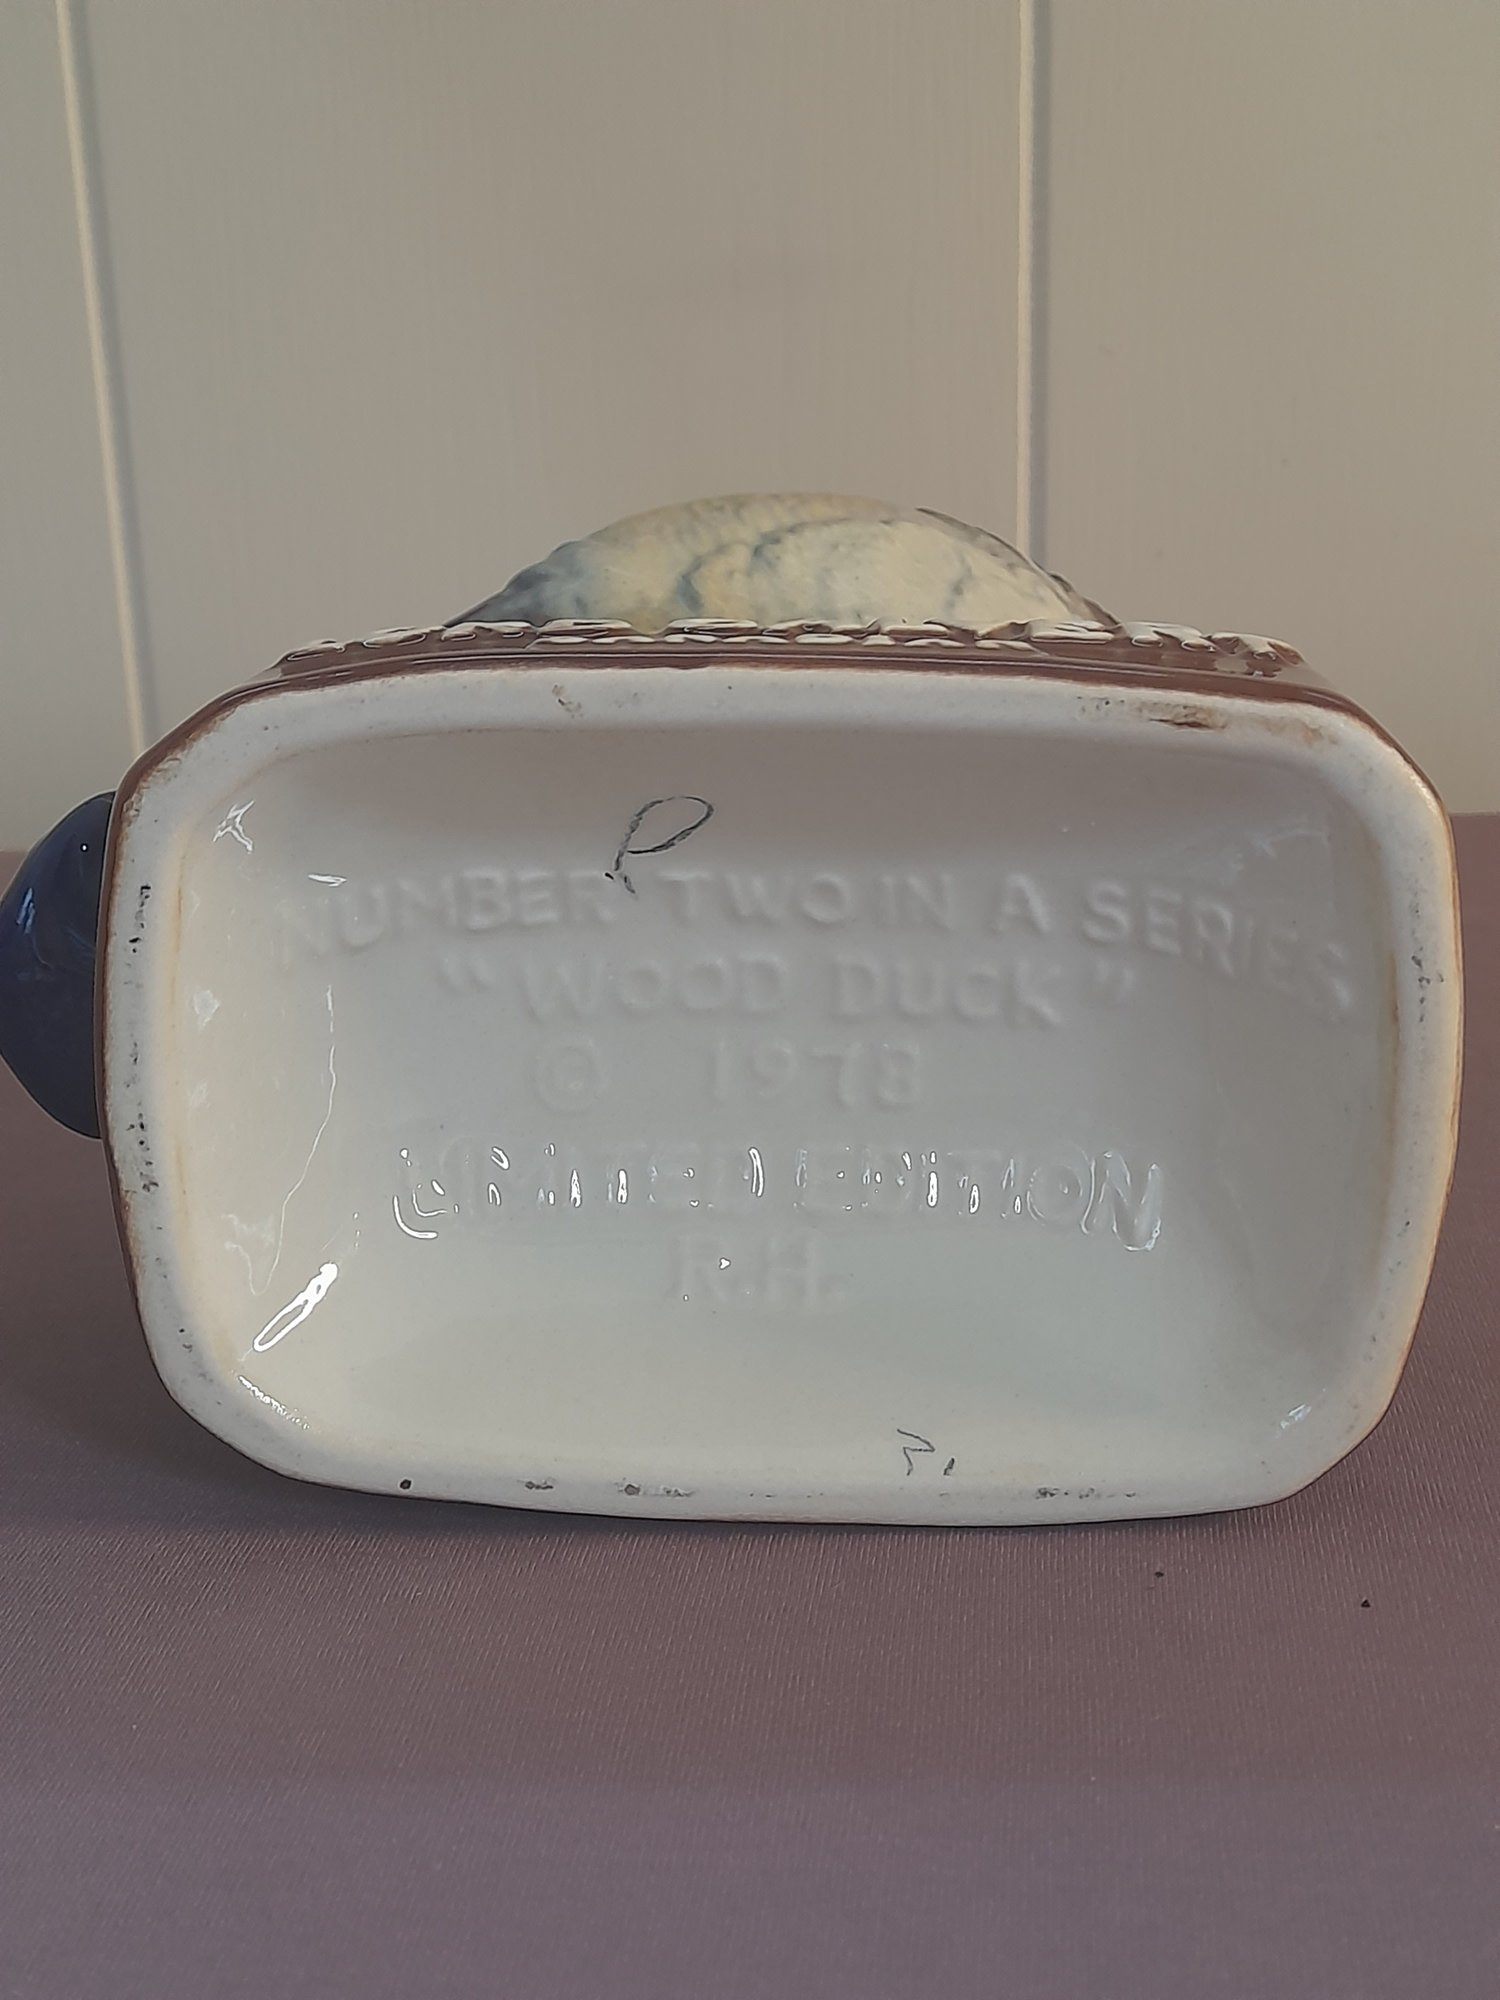 NUMBER TWO IN A SERIES
"WOOD DUCK"
© 1978
LIMITED EDITION
R.H.